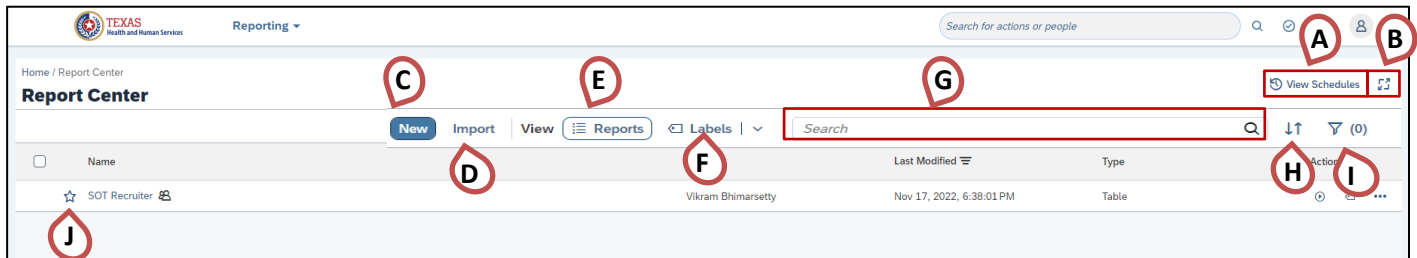 TEXAS
Health and Human Services
Reporting
Search for actions or people
A
B
Home / Report Center
C
E
G
View Schedules
Report Center
New
Import
View
Reports
Labels
Search
(0)
Name
D
F
Last Modified
Type
H
Action
I
SOT Recruiter
Vikram Bhimarsetty
Nov 17, 2022, 6:38:01 PM
Table
J